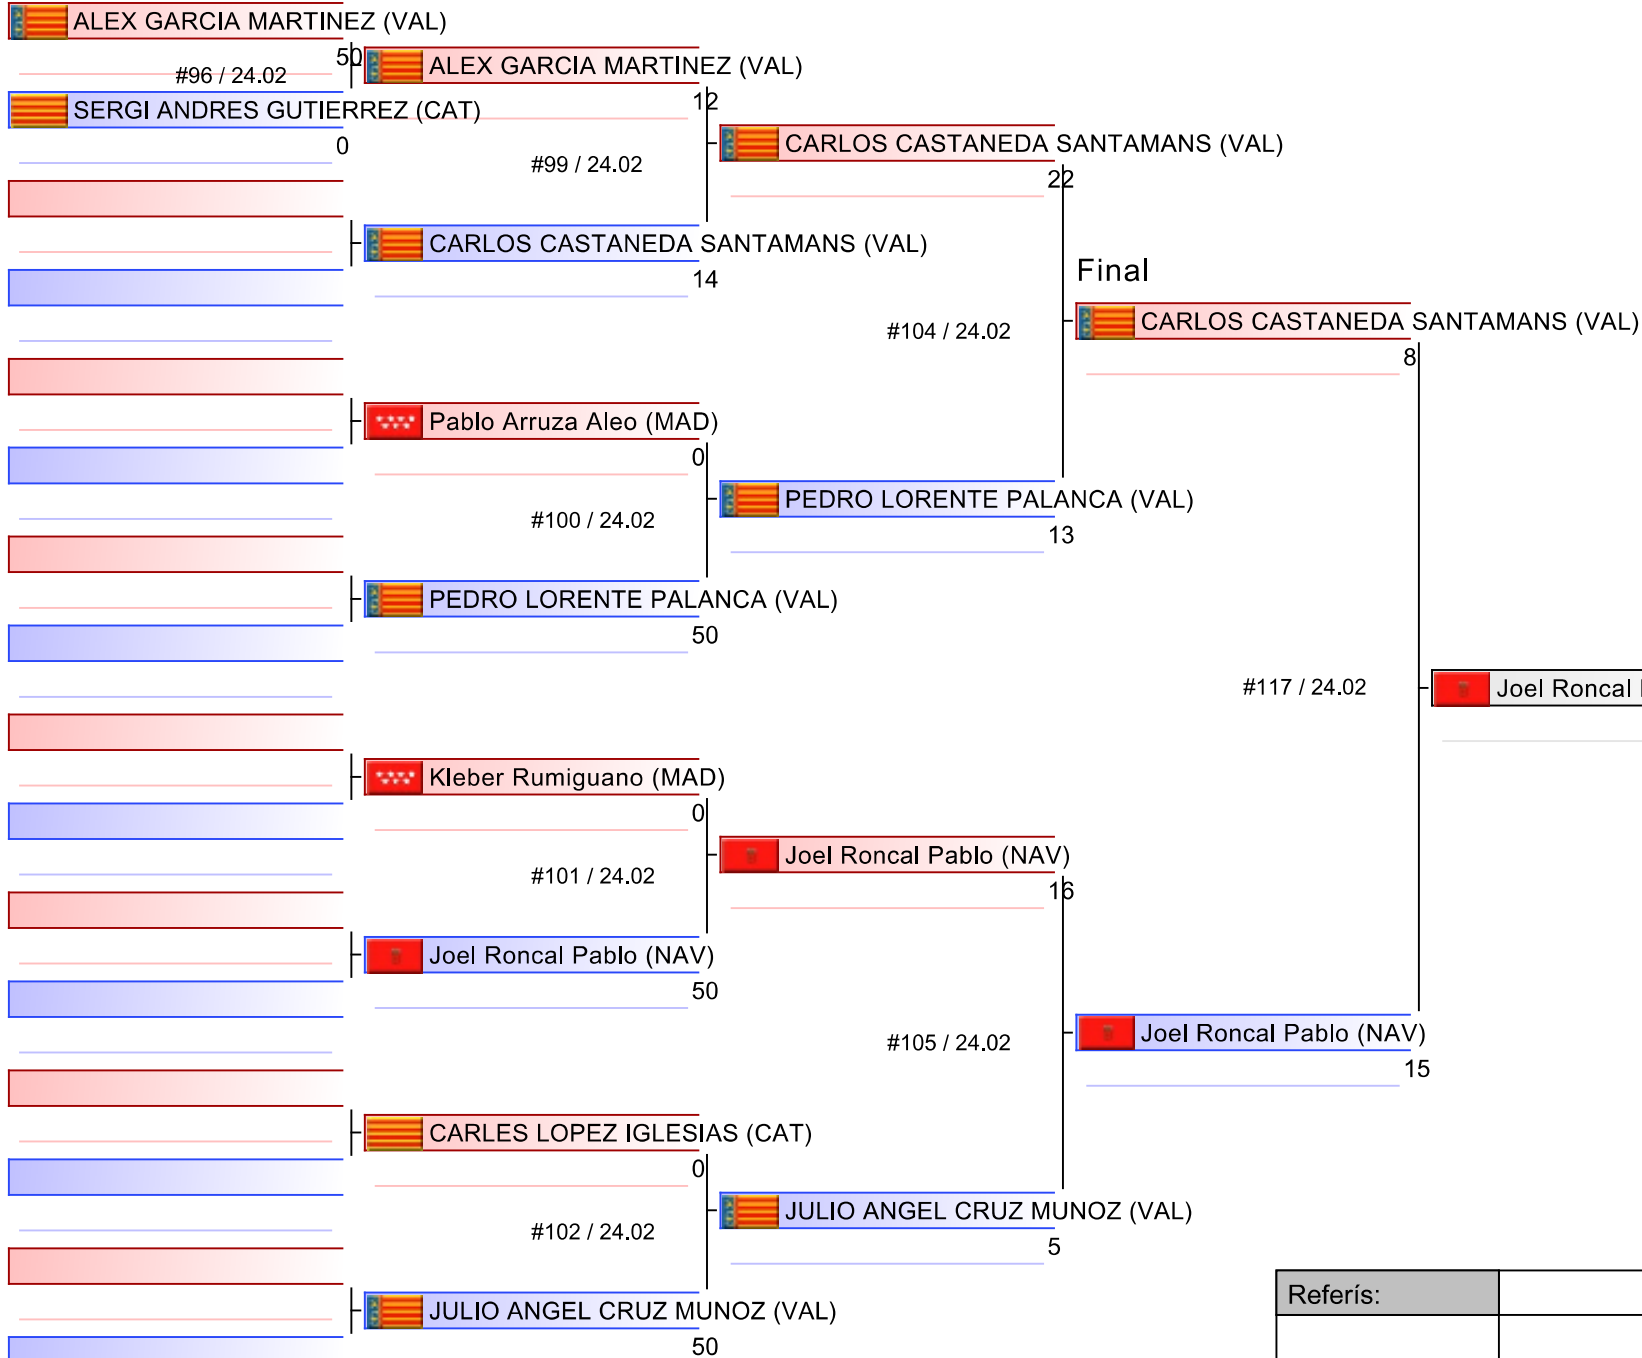 ALEX GARCIA MARTINEZ (VAL)
50
#96 / 24.02
SERGI ANDRES GUTIERREZ (CAT)
0
ALEX GARCIA MARTINEZ (VAL)
12
#99 / 24.02
CARLOS CASTANEDA SANTAMANS (VAL)
14
Pablo Arruza Aleo (MAD)
0
#100 / 24.02
PEDRO LORENTE PALANCA (VAL)
50
Kleber Rumiguano (MAD)
0
#101 / 24.02
Joel Roncal Pablo (NAV)
50
CARLES LOPEZ IGLESIAS (CAT)
0
#102 / 24.02
JULIO ANGEL CRUZ MUNOZ (VAL)
50
CARLOS CASTANEDA SANTAMANS (VAL)
22
#104 / 24.02
PEDRO LORENTE PALANCA (VAL)
13
Joel Roncal Pablo (NAV)
16
#105 / 24.02
JULIO ANGEL CRUZ MUNOZ (VAL)
5
Final
CARLOS CASTANEDA SANTAMANS (VAL)
8
#117 / 24.02
Joel Roncal Pablo (NAV)
15
Joel Roncal
Referís: